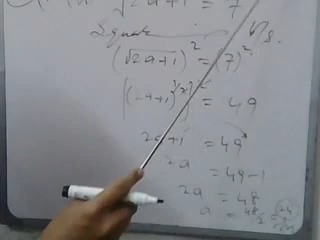 √2a+1 = 7
Square b/s.
(√2a+1)² = (7)²
((2a+1)^½)² = 49
2a+1 = 49
2a = 49-1
2a = 48
a = 48/2 = 24